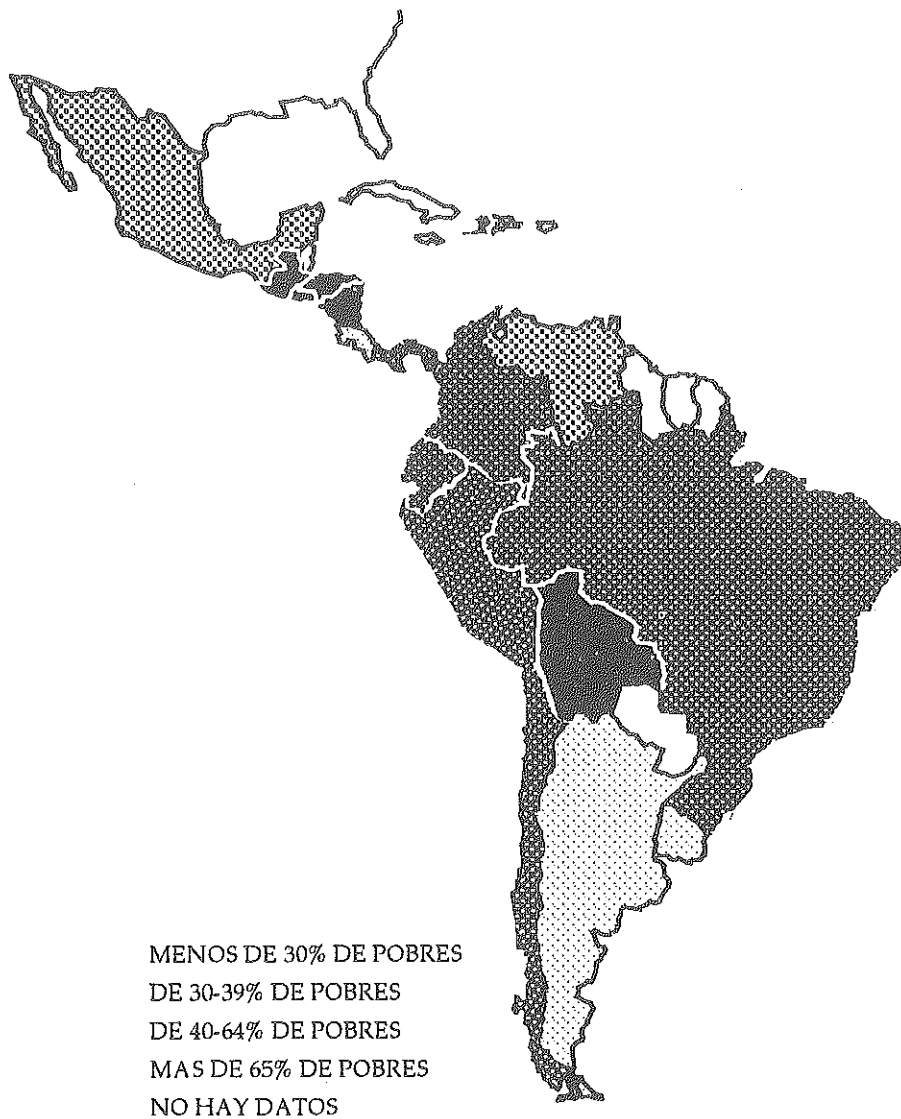 MENOS DE 30% DE POBRES
DE 30-39% DE POBRES
DE 40-64% DE POBRES
MAS DE 65% DE POBRES
NO HAY DATOS